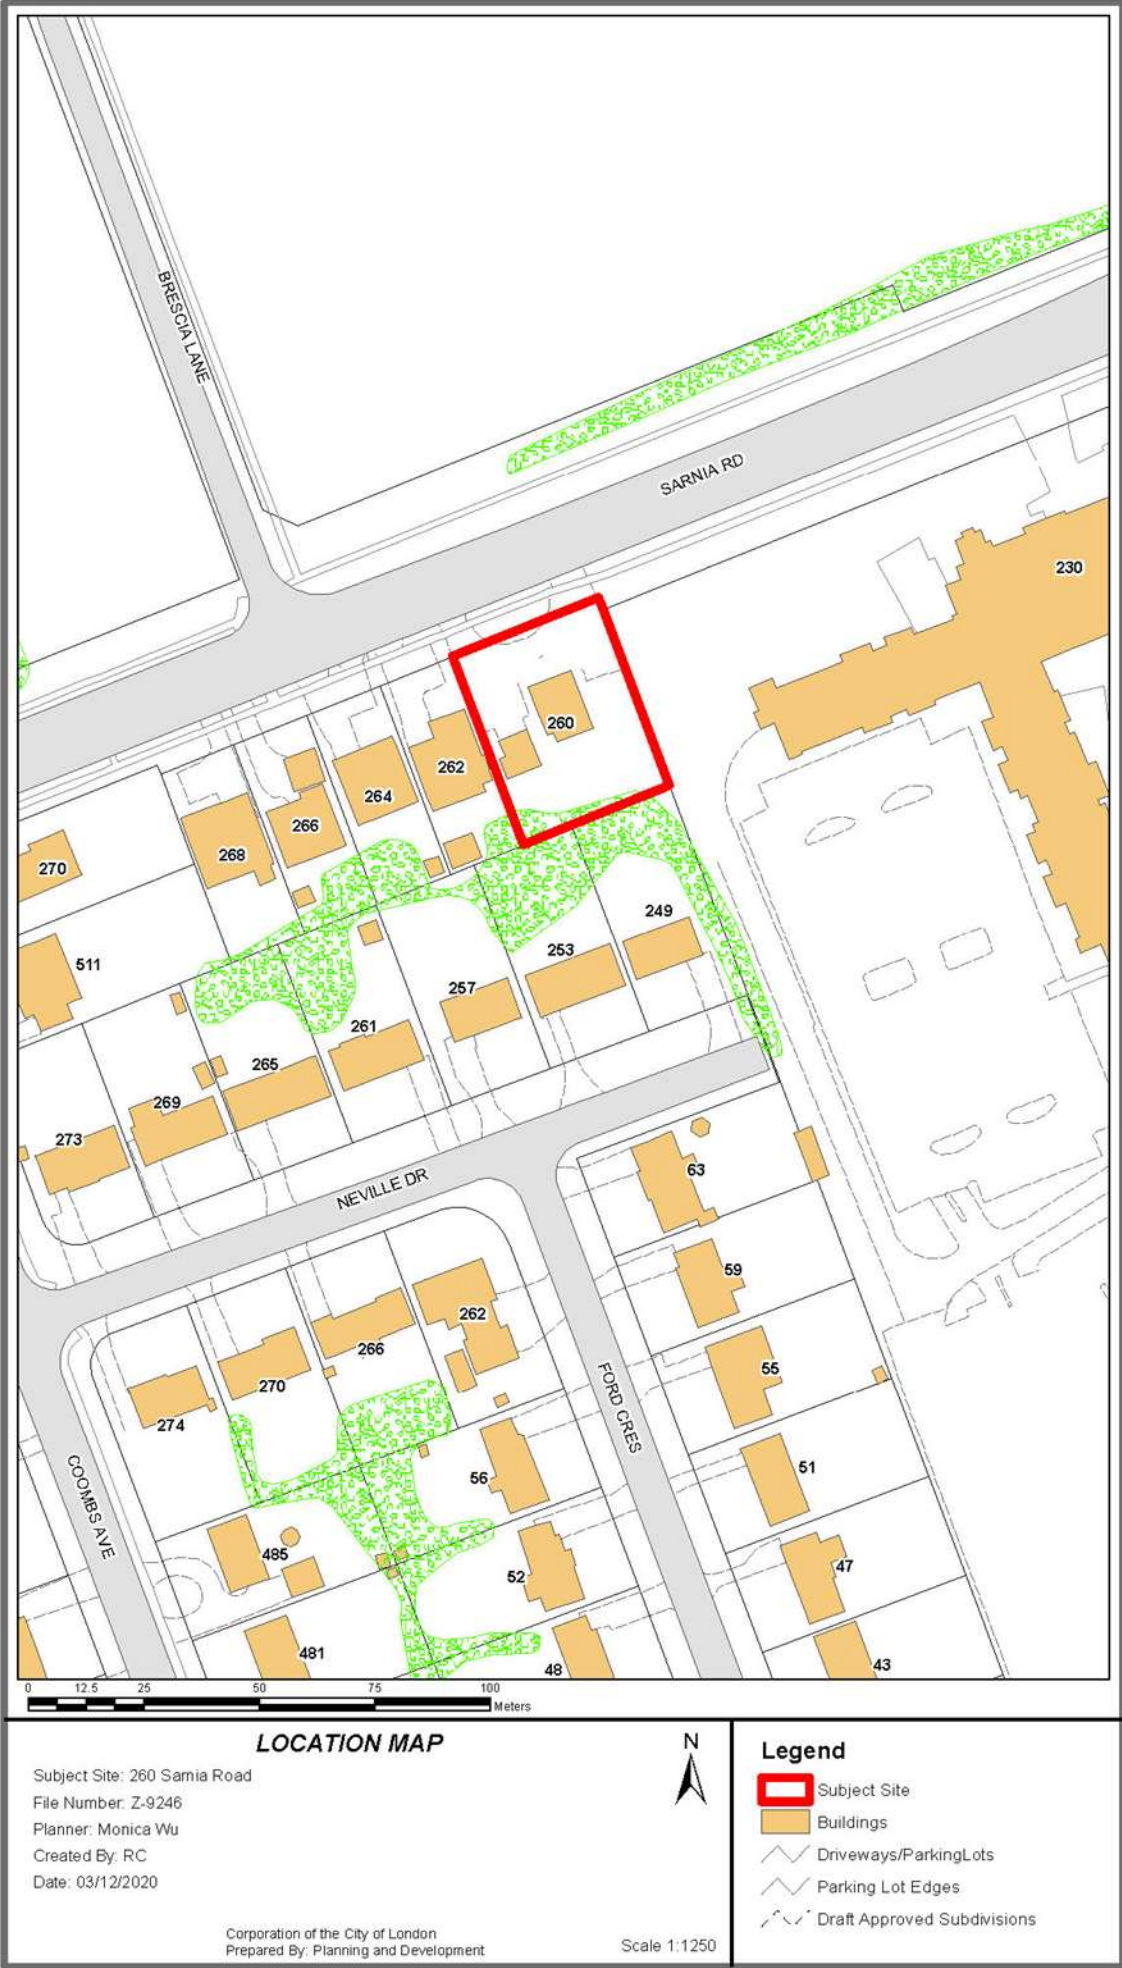 BRESCIA LANE
SARNIA RD
230
260
262
264
266
268
270
249
253
511
257
261
265
269
273
63
NEVILLE DR
59
262
266
55
270
274
FORD CRES
51
56
COOMBS AVE
485
47
52
481
43
48
0 12.5 25 50 75 100
Meters
LOCATION MAP
Subject Site: 260 Sarnia Road
File Number: Z-9246
Planner: Monica Wu
Created By: RC
Date: 03/12/2020
Corporation of the City of London
Prepared By: Planning and Development
N
Scale 1:1250
Legend
Subject Site
Buildings
Driveways/ParkingLots
Parking Lot Edges
Draft Approved Subdivisions